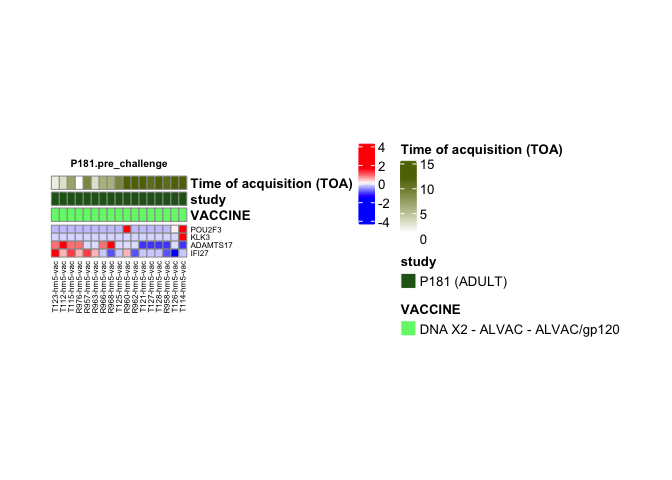 P181.pre_challenge
Time of acquisition (TOA)
study
VACCINE
POU2F3
KLK3
ADAMTS17
IFI27
T123-hm5-vac
T112-hm5-vac
T115-hm5-vac
R976-hm5-vac
R957-hm5-vac
R963-hm5-vac
R966-hm5-vac
R968-hm5-vac
T125-hm5-vac
R960-hm5-vac
R962-hm5-vac
T121-hm5-vac
T127-hm5-vac
T128-hm5-vac
R958-hm5-vac
T126-hm5-vac
T114-hm5-vac
4
2
0
-2
-4
Time of acquisition (TOA)
15
10
5
0
study
P181 (ADULT)
VACCINE
DNA X2 - ALVAC - ALVAC/gp120